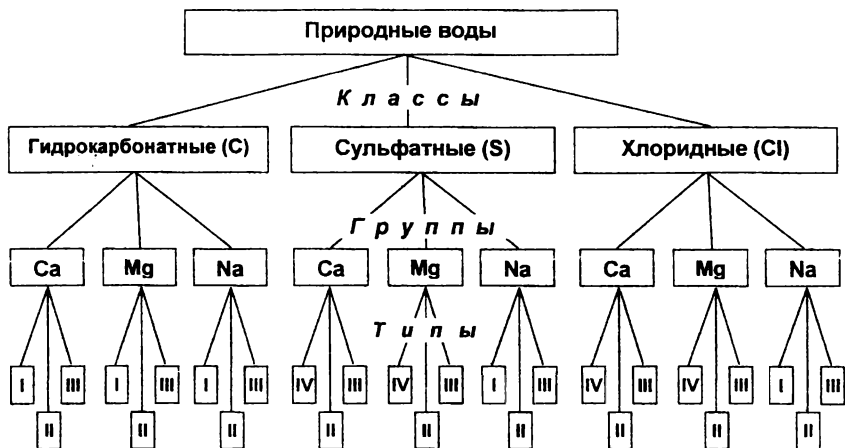 Природные воды
Классы
Гидрокарбонатные (C)
Сульфатные (S)
Хлоридные (Cl)
Группы
Ca Mg Na Ca Mg Na Ca Mg Na
Типы
I III I III I III IV III IV III I III IV III IV III I III
II II II II II II II II II